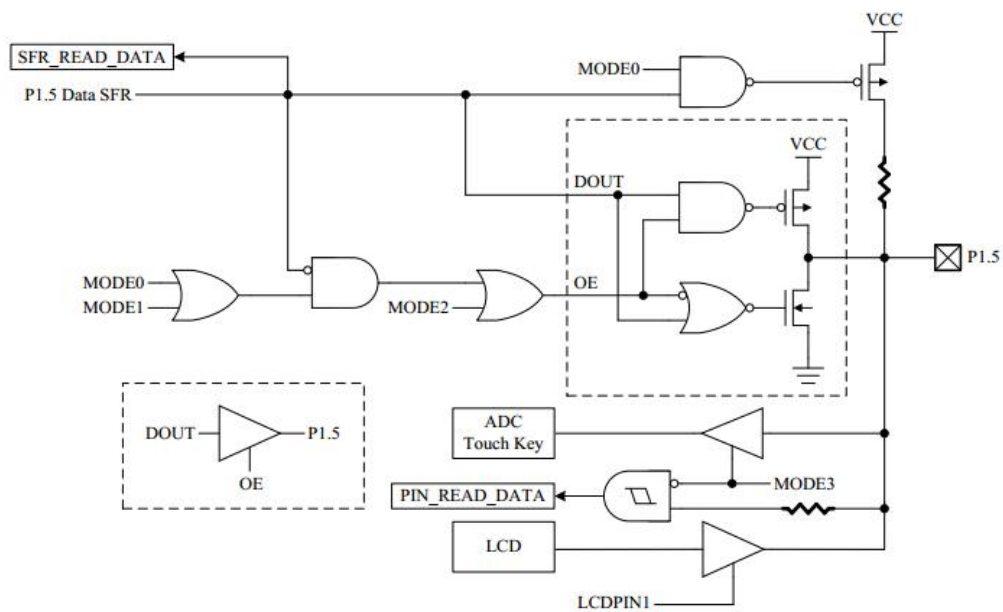 VCC
SFR_READ_DATA
MODE0
P1.5 Data SFR
VCC
DOUT
P1.5
MODE0
MODE1
MODE2
OE
DOUT
P1.5
OE
ADC
Touch Key
MODE3
PIN_READ_DATA
LCD
LCDPIN1